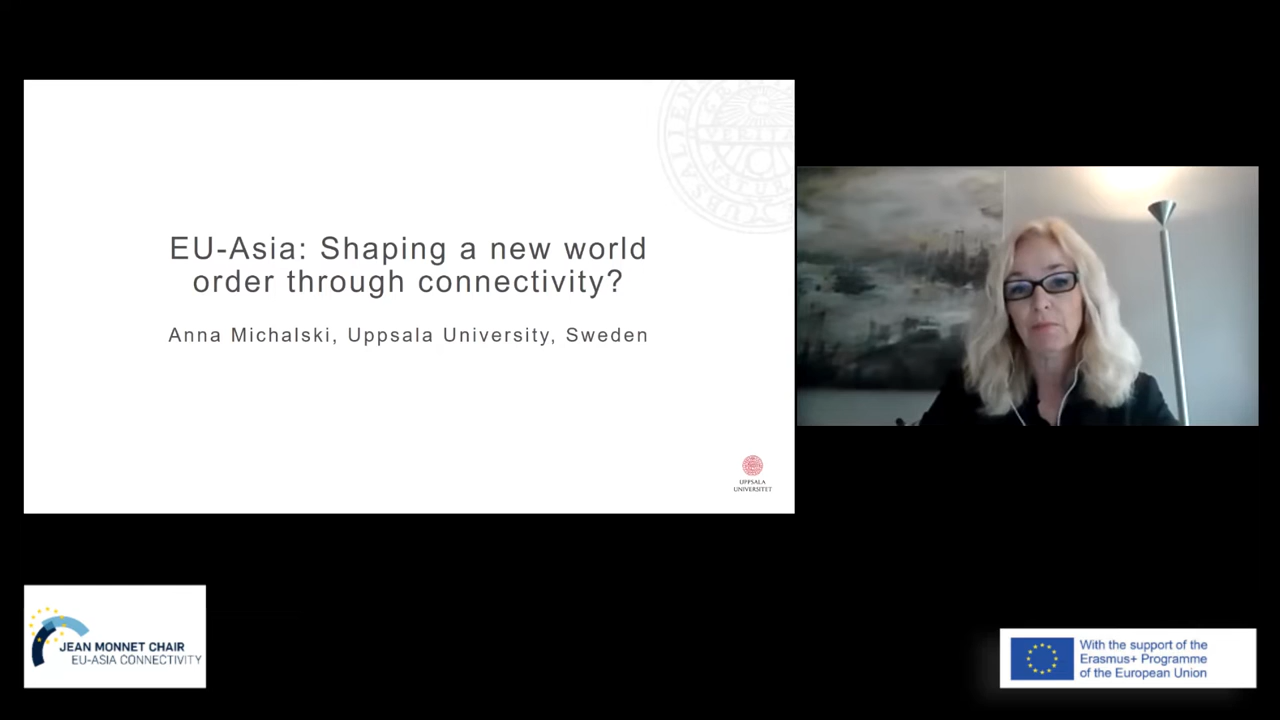 EU-Asia: Shaping a new world
order through connectivity?
Anna Michalski, Uppsala University, Sweden
UPPSALA
UNIVERSITET
JEAN MONNET CHAIR
EU-ASIA CONNECTIVITY
With the support of the
Erasmus+ Programme
of the European Union